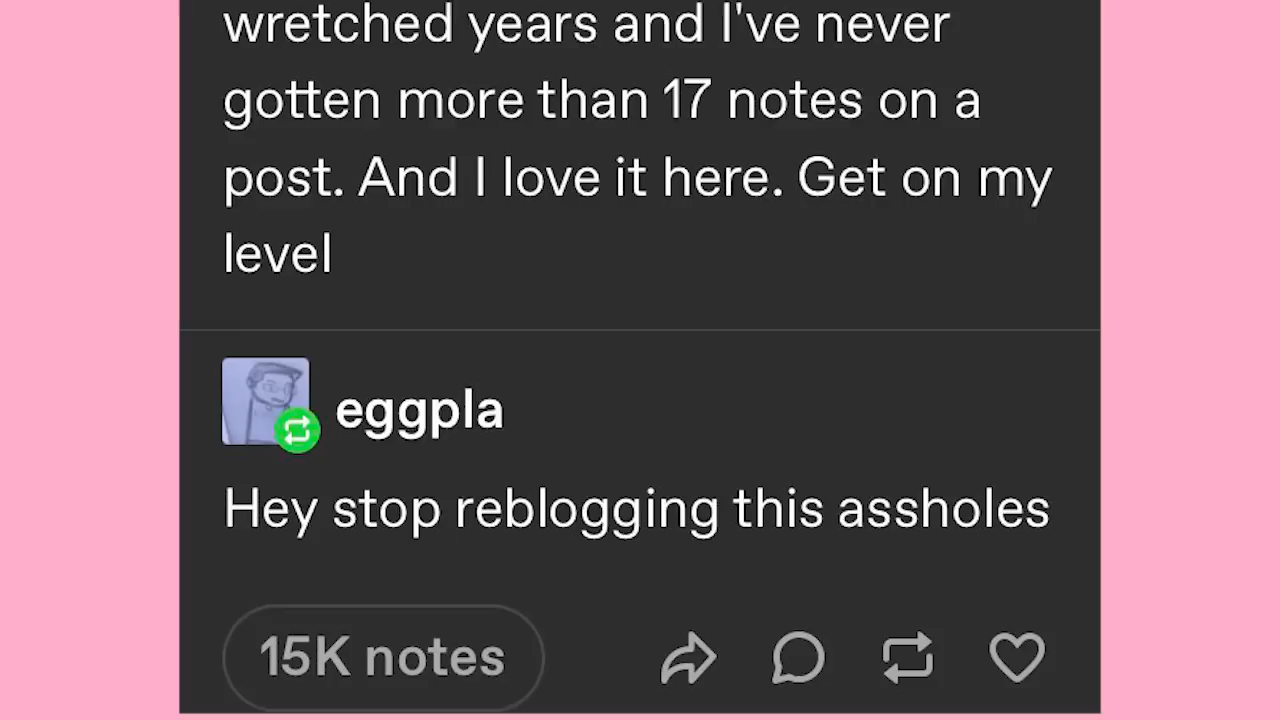 wretched years and I've never
gotten more than 17 notes on a
post. And I love it here. Get on my
level
eggpla
Hey stop reblogging this assholes
15K notes